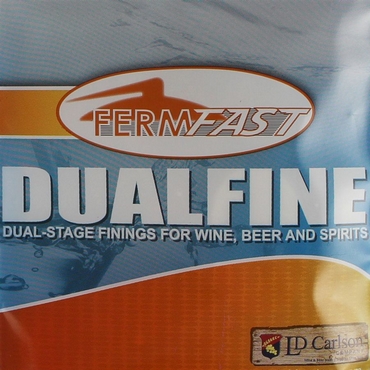 FERMFAST
DUALFINE
DUAL-STAGE FININGS FOR WINE, BEER AND SPIRITS
LD Carlson